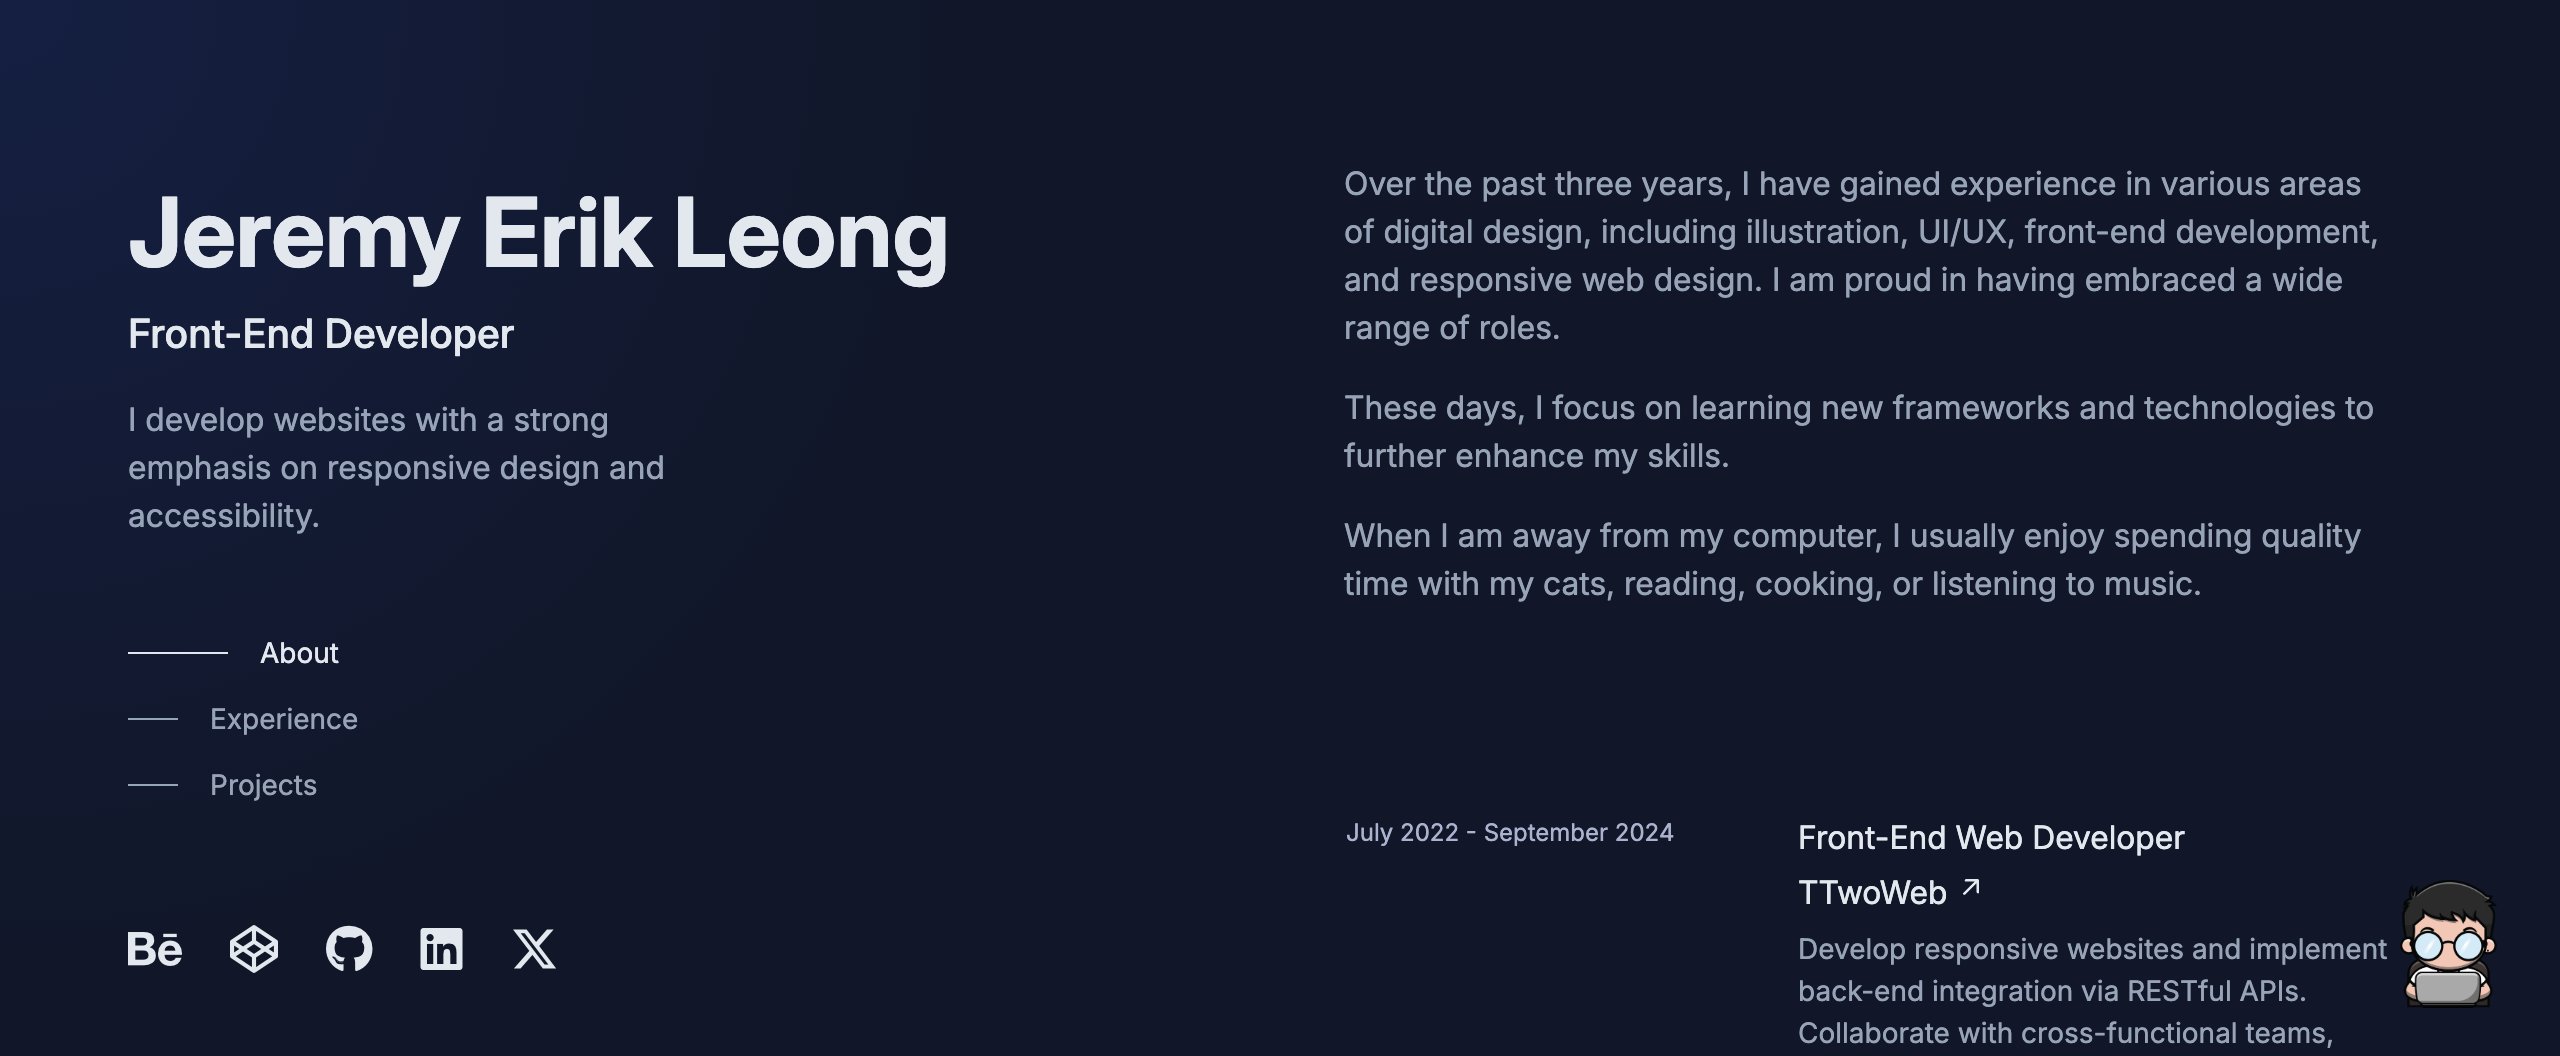 Jeremy Erik Leong
Front-End Developer
I develop websites with a strong
emphasis on responsive design and
accessibility.
About
Experience
Projects
Bē
in
X
Over the past three years, I have gained experience in various areas
of digital design, including illustration, UI/UX, front-end development,
and responsive web design. I am proud in having embraced a wide
range of roles.
These days, I focus on learning new frameworks and technologies to
further enhance my skills.
When I am away from my computer, I usually enjoy spending quality
time with my cats, reading, cooking, or listening to music.
July 2022 - September 2024
Front-End Web Developer
TTwoWeb ↗
Develop responsive websites and implement
back-end integration via RESTful APIs.
Collaborate with cross-functional teams,